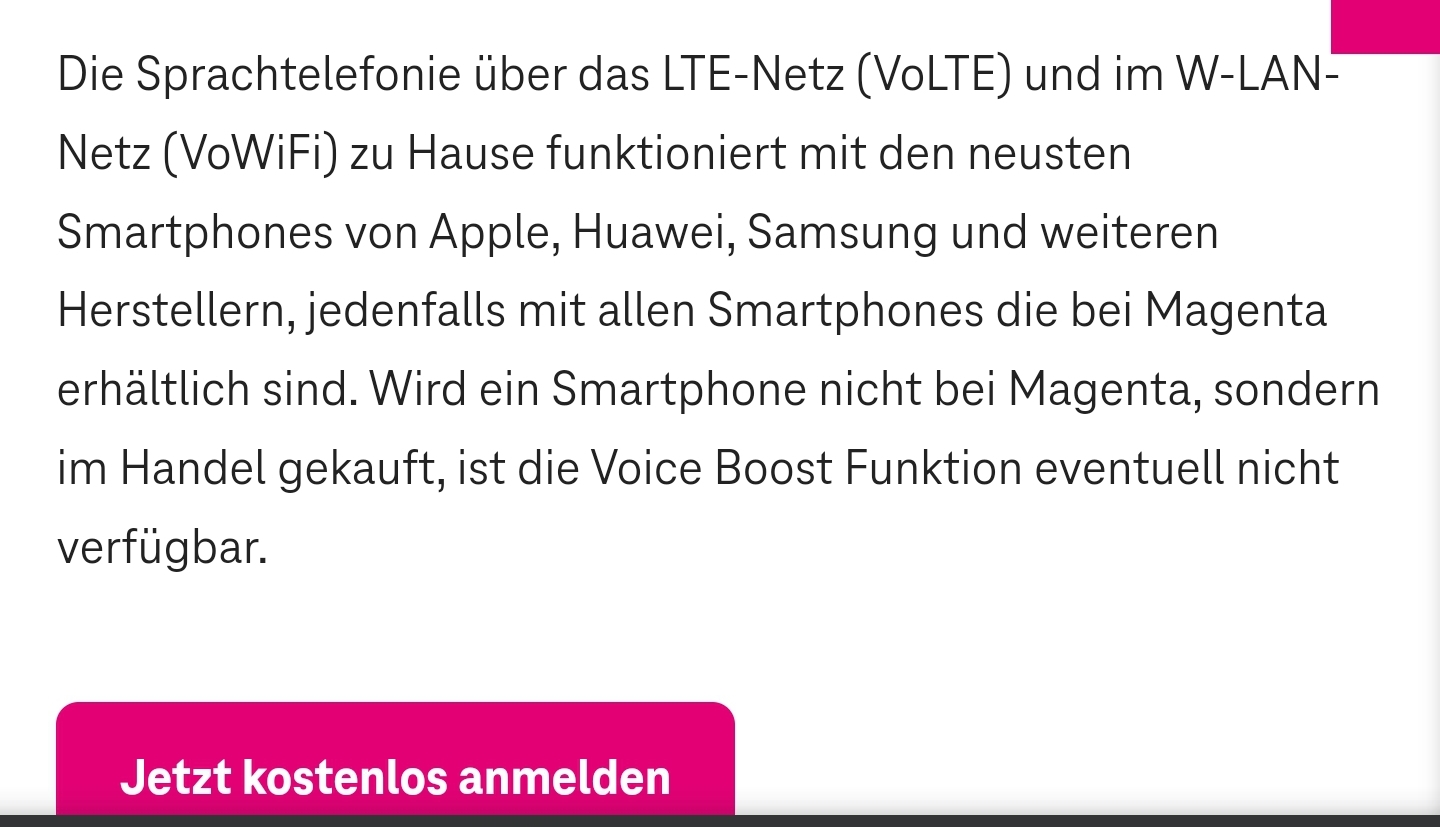 Die Sprachtelefonie über das LTE-Netz (VoLTE) und im W-LAN-
Netz (VoWiFi) zu Hause funktioniert mit den neusten
Smartphones von Apple, Huawei, Samsung und weiteren
Herstellern, jedenfalls mit allen Smartphones die bei Magenta
erhältlich sind. Wird ein Smartphone nicht bei Magenta, sondern
im Handel gekauft, ist die Voice Boost Funktion eventuell nicht
verfügbar.
Jetzt kostenlos anmelden